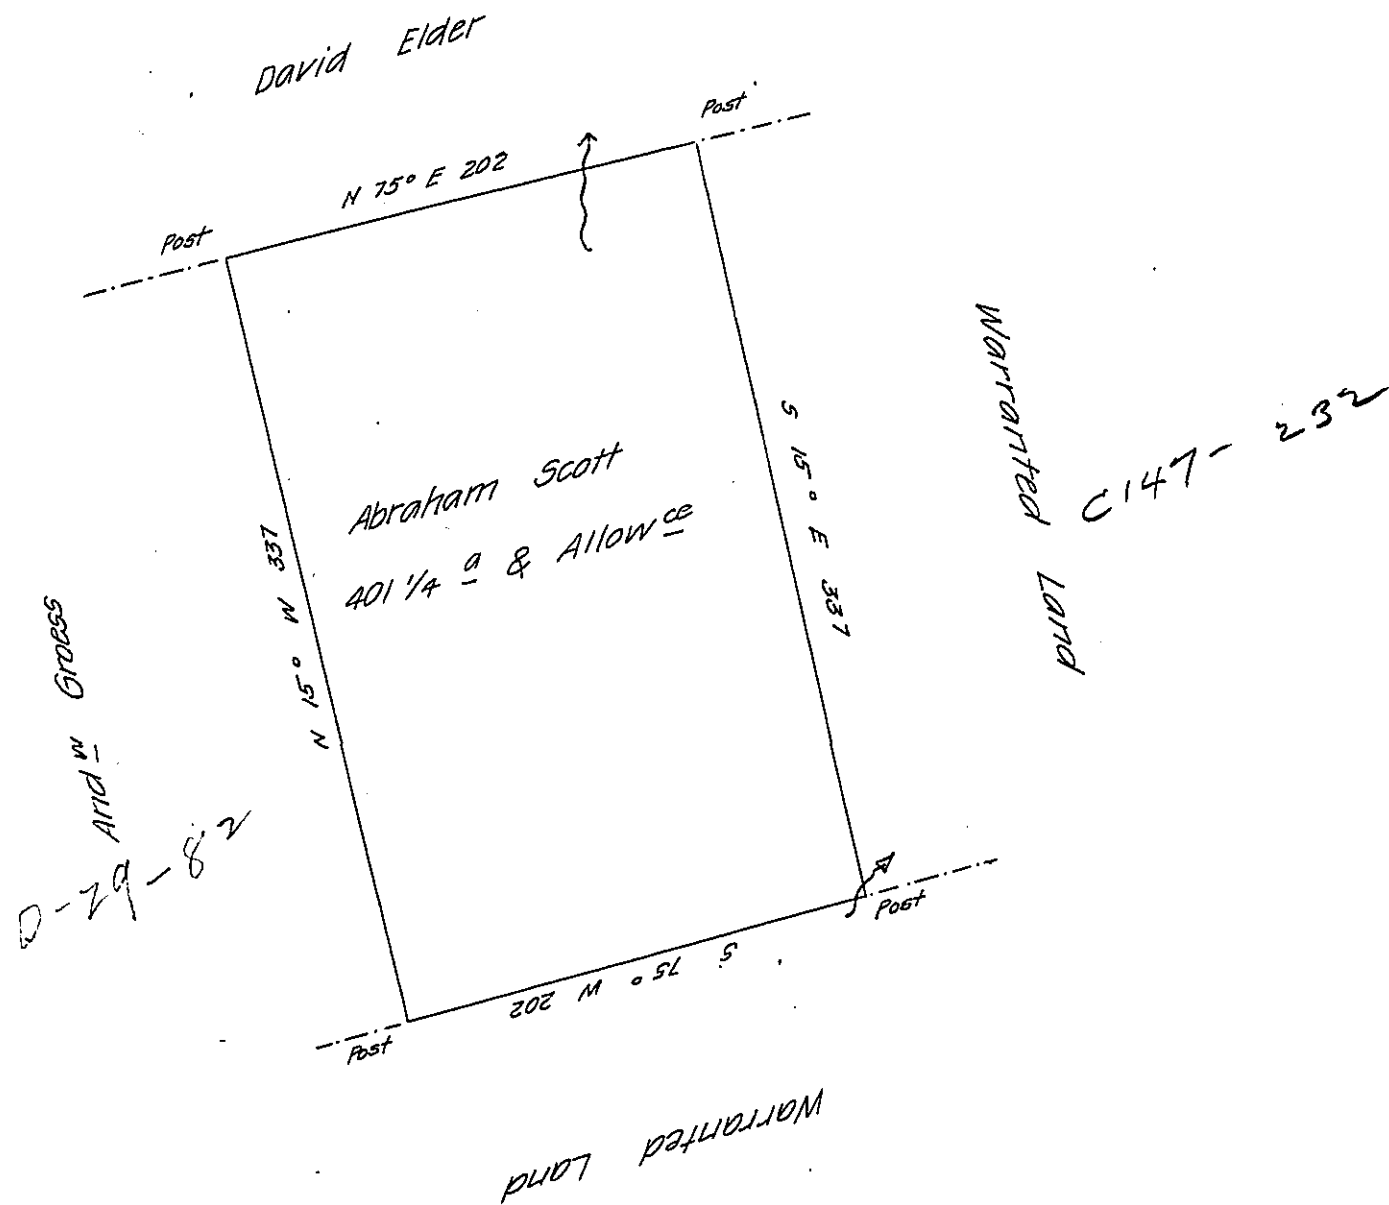 David Elder
Post
N 75° E 202
Post
Warranted Land
S 15° E 337
C147-232
Abraham Scott
401 1/4 a & Allowce
N 15° W 337
Andw Groess
D-29-82
Post
S 75° W 202
Post
Warranted Land